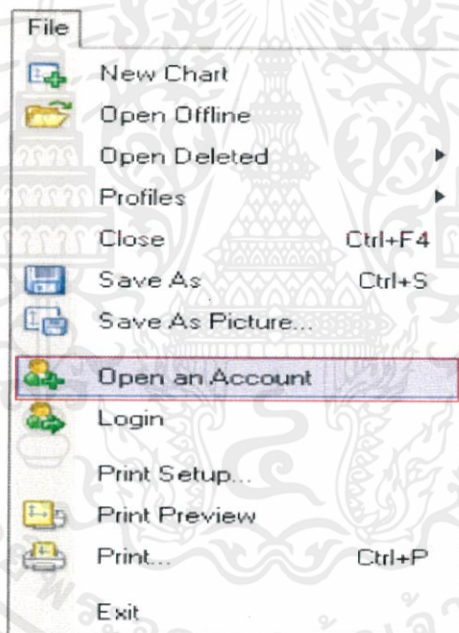 File
New Chart
Open Offline
Open Deleted
Profiles
Close Ctrl+F4
Save As Ctrl+S
Save As Picture...
Open an Account
Login
Print Setup...
Print Preview
Print... Ctrl+P
Exit